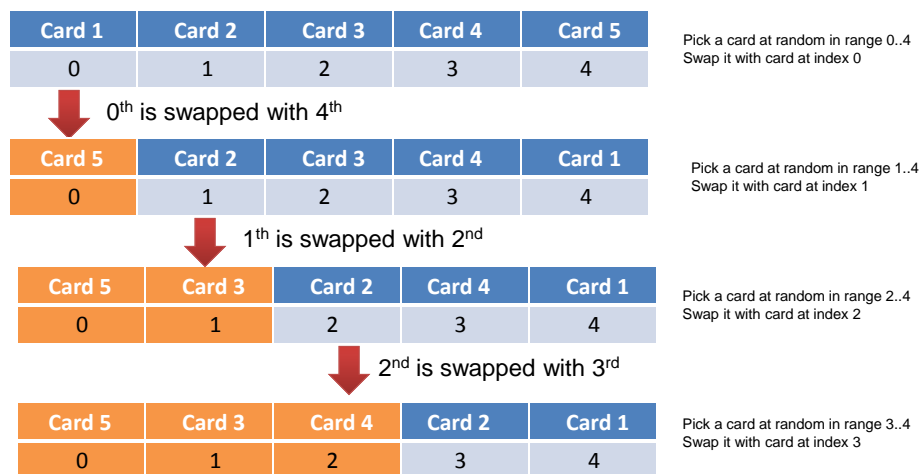 Card 1 Card 2 Card 3 Card 4 Card 5
0 1 2 3 4
Pick a card at random in range 0..4
Swap it with card at index 0
0th is swapped with 4th
Card 5 Card 2 Card 3 Card 4 Card 1
0 1 2 3 4
Pick a card at random in range 1..4
Swap it with card at index 1
1th is swapped with 2nd
Card 5 Card 3 Card 2 Card 4 Card 1
0 1 2 3 4
Pick a card at random in range 2..4
Swap it with card at index 2
2nd is swapped with 3rd
Card 5 Card 3 Card 4 Card 2 Card 1
0 1 2 3 4
Pick a card at random in range 3..4
Swap it with card at index 3